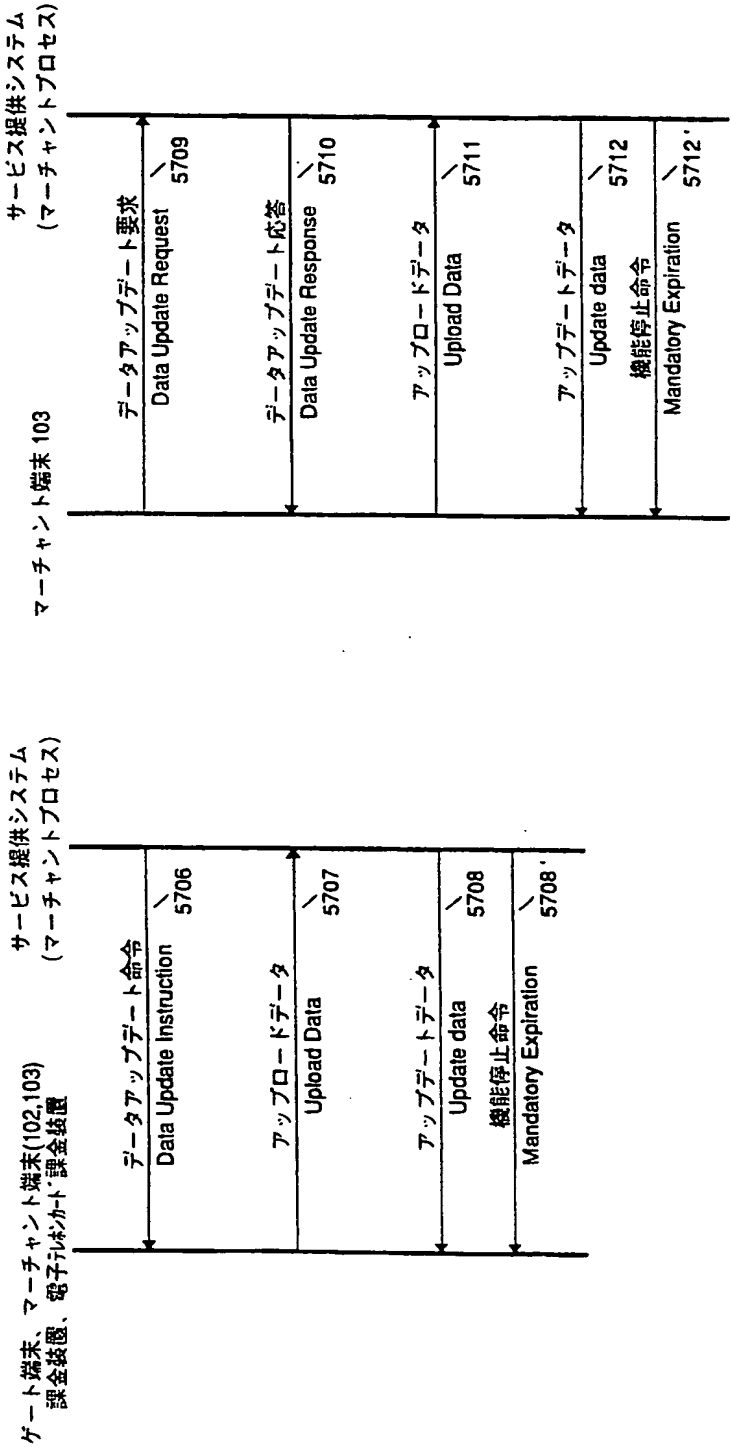 ゲート端末、マーチャント端末(102,103)
課金装置、電子テレホンカード課金装置
サービス提供システム
(マーチャントプロセス)
データアップデート命令
Data Update Instruction
5706
アップロードデータ
Upload Data
5707
アップデートデータ
Update data
5708
機能停止命令
Mandatory Expiration
5708'
マーチャント端末 103
サービス提供システム
(マーチャントプロセス)
データアップデート要求
Data Update Request
5709
データアップデート応答
Data Update Response
5710
アップロードデータ
Upload Data
5711
アップデートデータ
Update data
5712
機能停止命令
Mandatory Expiration
5712'